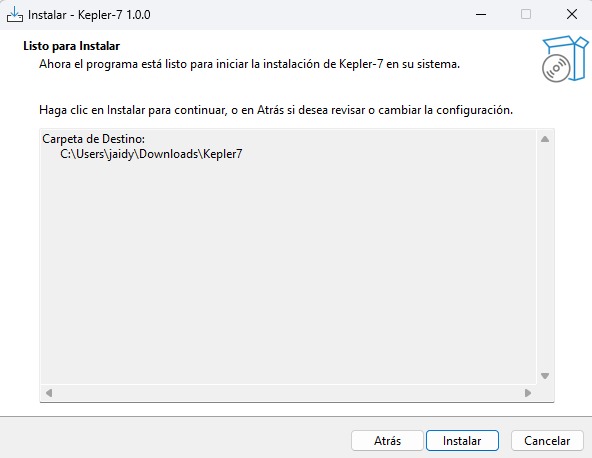 Instalar - Kepler-7 1.0.0
Listo para Instalar
Ahora el programa está listo para iniciar la instalación de Kepler-7 en su sistema.
Haga clic en Instalar para continuar, o en Atrás si desea revisar o cambiar la configuración.
Carpeta de Destino:
C:\Users\jaidy\Downloads\Kepler7
Atrás Instalar Cancelar